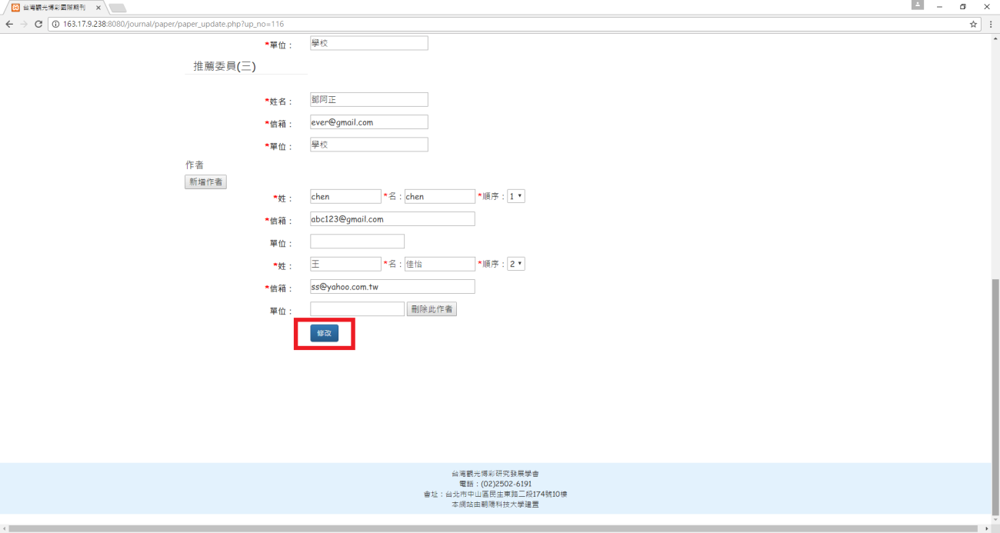 台灣觀光博彩國際期刊
163.17.9.238:8080/journal/paper/paper_update.php?up_no=116
*單位： 學校
推薦委員(三)
*姓名： 鄧阿正
*信箱： ever@gmail.com
*單位： 學校
作者
新增作者
*姓： chen *名：chen *順序：1
*信箱： abc123@gmail.com
單位：
*姓： 王 *名：佳怡 *順序：2
*信箱： ss@yahoo.com.tw
單位： 刪除此作者
修改
台灣觀光博彩研究發展學會
電話：(02)2502-6191
會址：台北市中山區民生東路二段174號10樓
本網站由朝陽科技大學建置